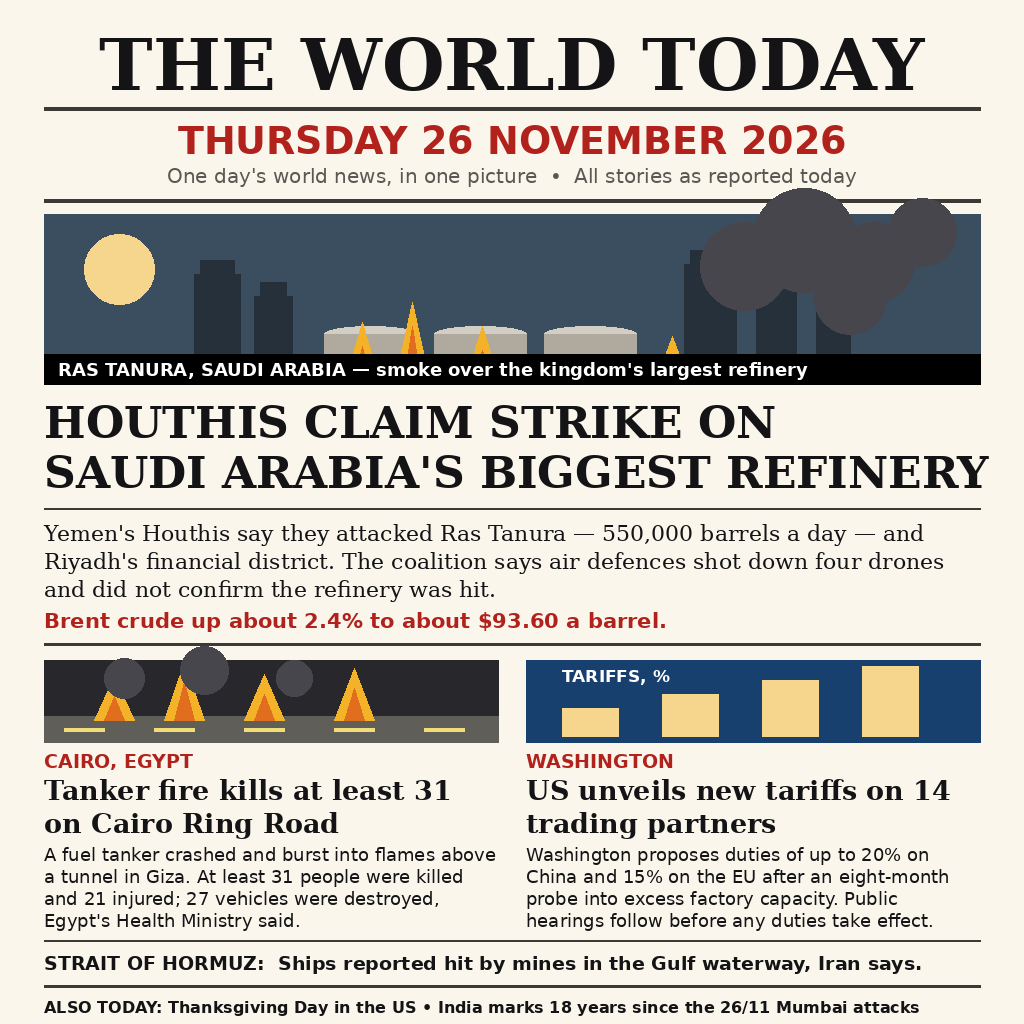 THE WORLD TODAY
THURSDAY 26 NOVEMBER 2026
One day's world news, in one picture • All stories as reported today
RAS TANURA, SAUDI ARABIA — smoke over the kingdom's largest refinery
HOUTHIS CLAIM STRIKE ON
SAUDI ARABIA'S BIGGEST REFINERY
Yemen's Houthis say they attacked Ras Tanura — 550,000 barrels a day — and
Riyadh's financial district. The coalition says air defences shot down four drones
and did not confirm the refinery was hit.
Brent crude up about 2.4% to about $93.60 a barrel.
CAIRO, EGYPT
Tanker fire kills at least 31
on Cairo Ring Road
A fuel tanker crashed and burst into flames above
a tunnel in Giza. At least 31 people were killed
and 21 injured; 27 vehicles were destroyed,
Egypt's Health Ministry said.
TARIFFS, %
WASHINGTON
US unveils new tariffs on 14
trading partners
Washington proposes duties of up to 20% on
China and 15% on the EU after an eight-month
probe into excess factory capacity. Public
hearings follow before any duties take effect.
STRAIT OF HORMUZ: Ships reported hit by mines in the Gulf waterway, Iran says.
ALSO TODAY: Thanksgiving Day in the US • India marks 18 years since the 26/11 Mumbai attacks